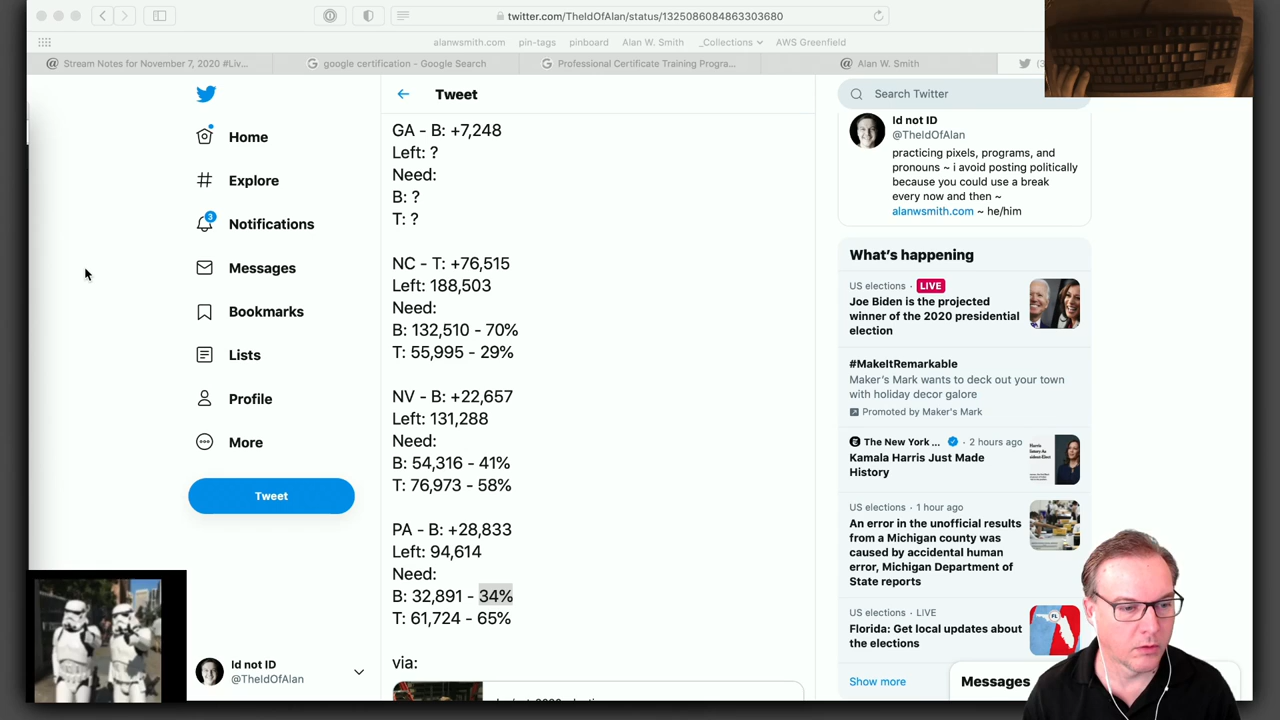 twitter.com/TheIdOfAlan/status/1325086084863303680
alanwsmith.com pin-tags pinboard Alan W. Smith _Collections AWS Greenfield
Stream Notes for November 7, 2020 #Liv...
google certification - Google Search
Professional Certificate Training Progra...
Alan W. Smith
Home
Explore
Notifications
3
Messages
Bookmarks
Lists
Profile
More
Tweet
Id not ID
@TheIdOfAlan
Tweet
GA - B: +7,248
Left: ?
Need:
B: ?
T: ?
NC - T: +76,515
Left: 188,503
Need:
B: 132,510 - 70%
T: 55,995 - 29%
NV - B: +22,657
Left: 131,288
Need:
B: 54,316 - 41%
T: 76,973 - 58%
PA - B: +28,833
Left: 94,614
Need:
B: 32,891 - 34%
T: 61,724 - 65%
via:
Search Twitter
Id not ID
@TheIdOfAlan
practicing pixels, programs, and
pronouns ~ i avoid posting politically
because you could use a break
every now and then ~
alanwsmith.com ~ he/him
What's happening
US elections · LIVE
Joe Biden is the projected
winner of the 2020 presidential
election
#MakeItRemarkable
Maker's Mark wants to deck out your town
with holiday decor galore
Promoted by Maker's Mark
The New York ... · 2 hours ago
Kamala Harris Just Made
History
US elections · 1 hour ago
An error in the unofficial results
from a Michigan county was
caused by accidental human
error, Michigan Department of
State reports
US elections · LIVE
Florida: Get local updates about
the elections
Show more
Messages